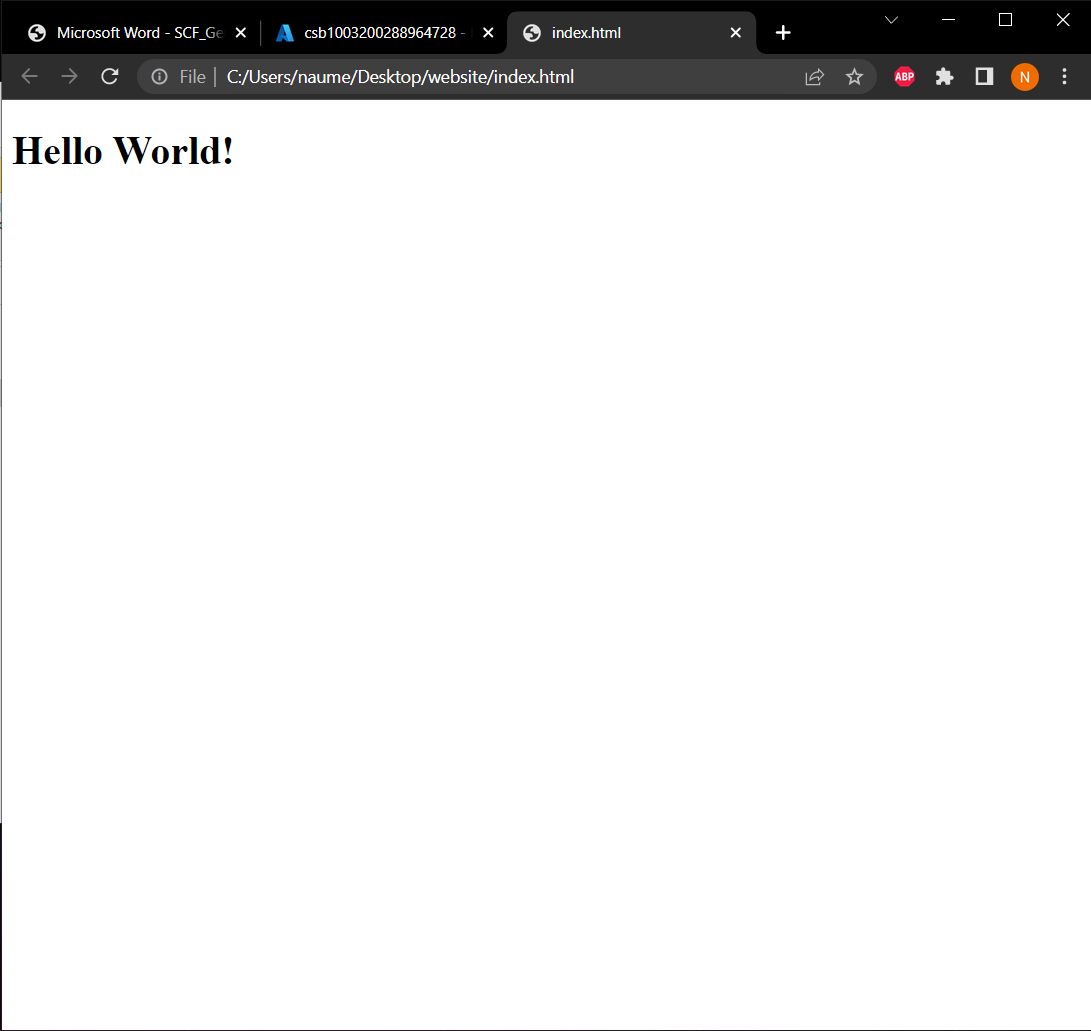 Microsoft Word - SCF_Ge
csb1003200288964728 -
index.html
File | C:/Users/naume/Desktop/website/index.html
ABP
N
Hello World!